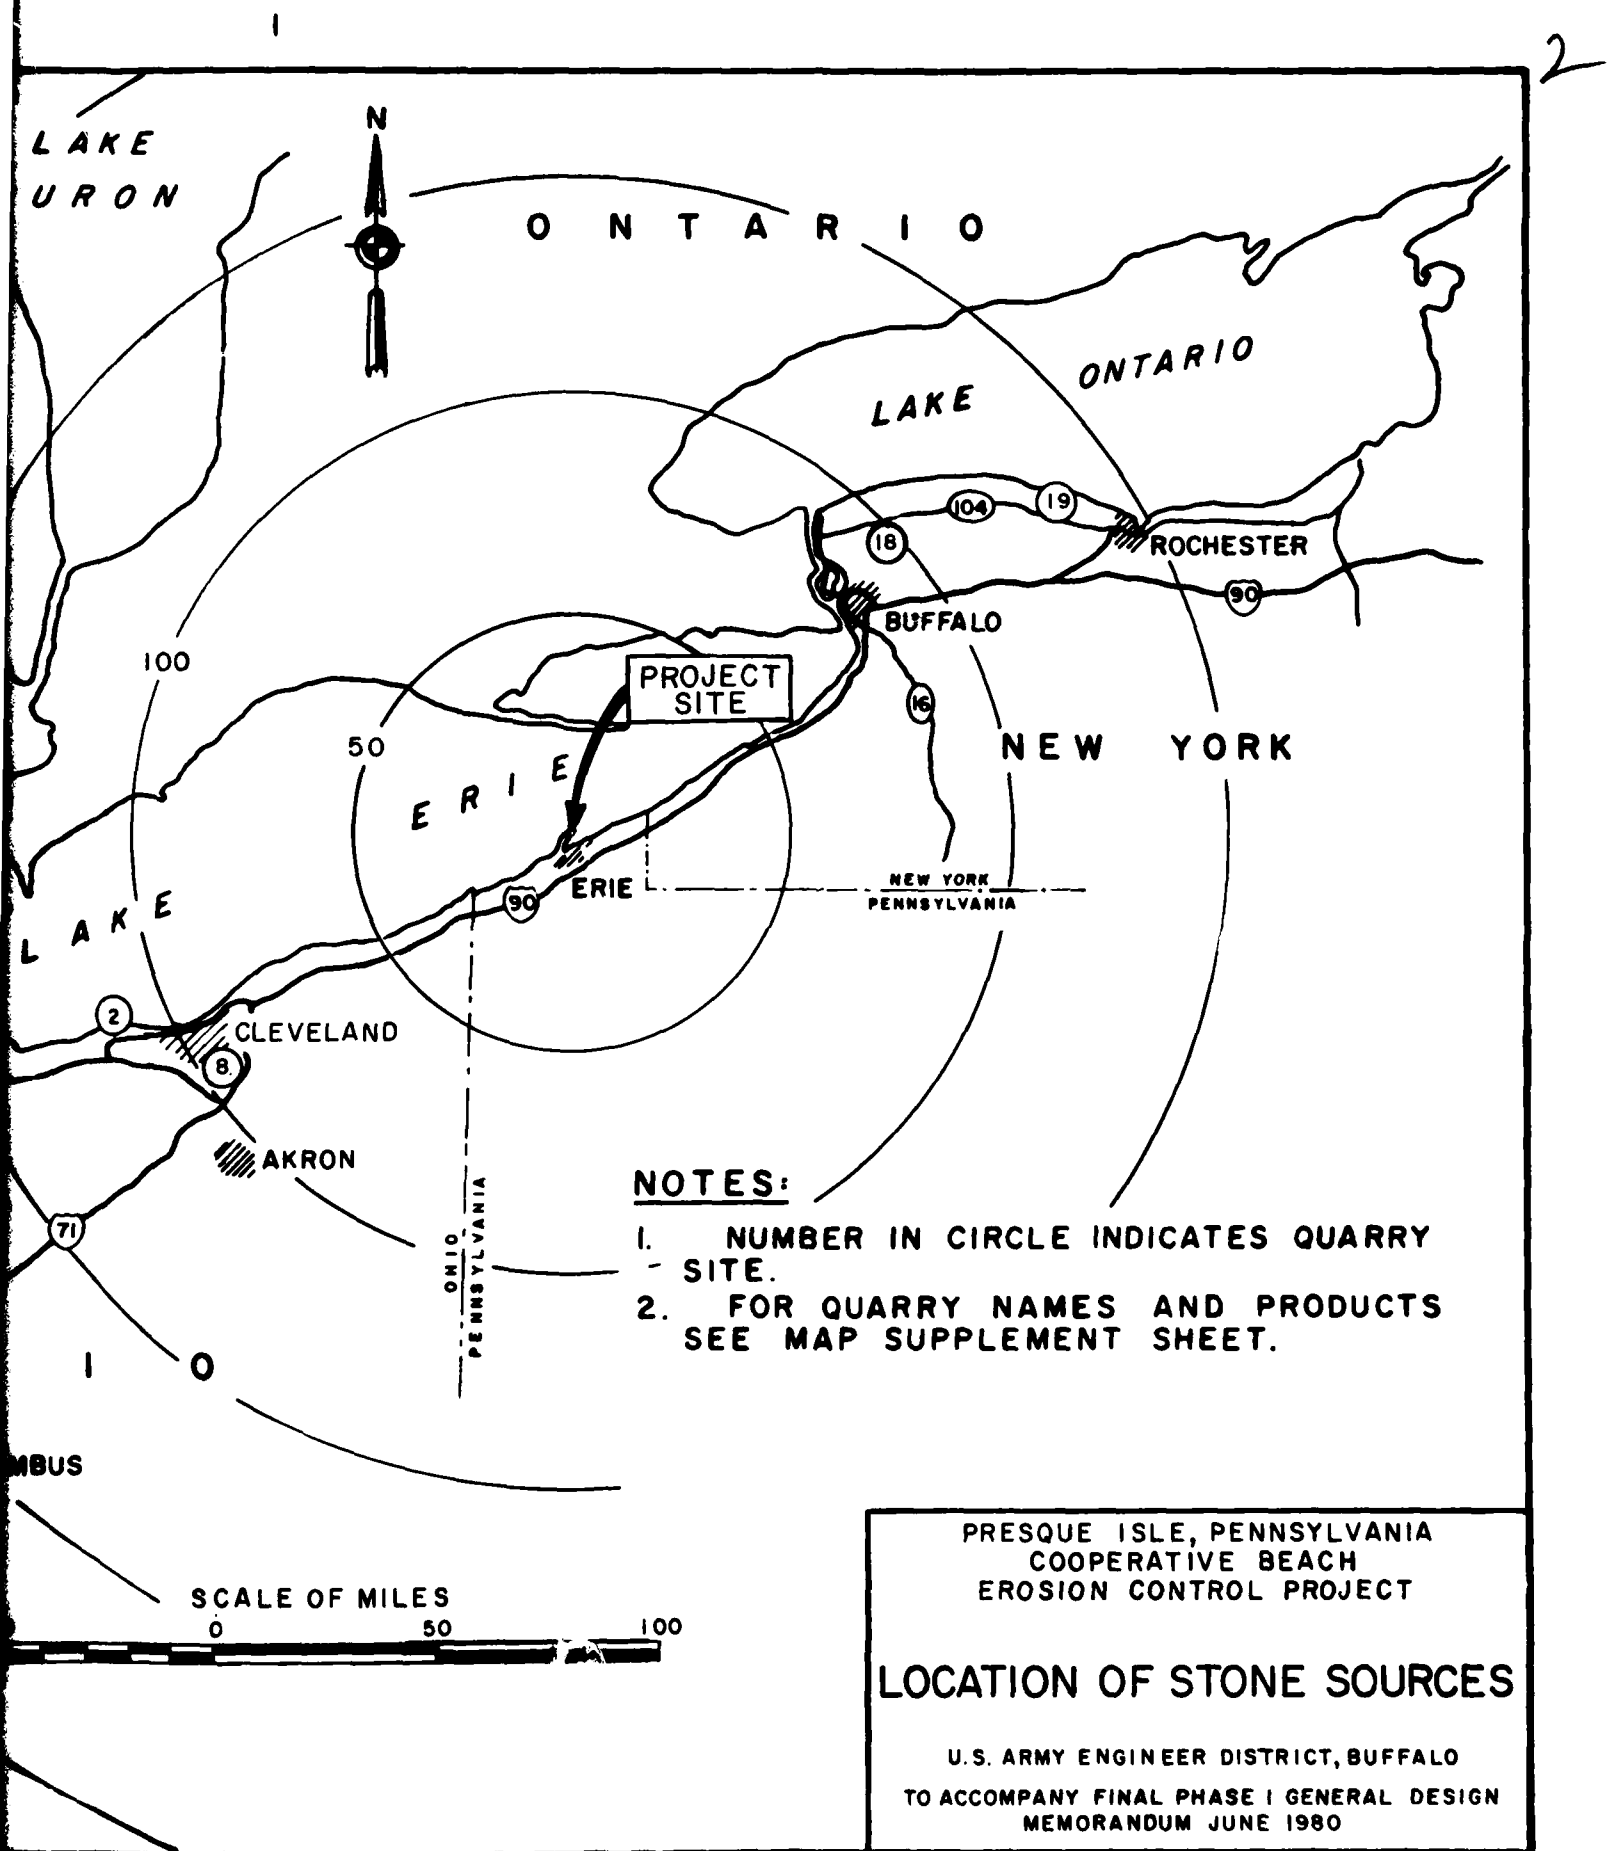 1
2
LAKE
URON
N
ONTARIO
LAKE ONTARIO
104
19
18
ROCHESTER
90
BUFFALO
100
PROJECT
SITE
16
50
NEW YORK
LAKE ERIE
ERIE
NEW YORK
PENNSYLVANIA
90
2
CLEVELAND
8
AKRON
71
OHIO
PENNSYLVANIA
NOTES:
1. NUMBER IN CIRCLE INDICATES QUARRY
SITE.
2. FOR QUARRY NAMES AND PRODUCTS
SEE MAP SUPPLEMENT SHEET.
I O
MBUS
SCALE OF MILES
0 50 100
PRESQUE ISLE, PENNSYLVANIA
COOPERATIVE BEACH
EROSION CONTROL PROJECT
LOCATION OF STONE SOURCES
U.S. ARMY ENGINEER DISTRICT, BUFFALO
TO ACCOMPANY FINAL PHASE I GENERAL DESIGN
MEMORANDUM JUNE 1980